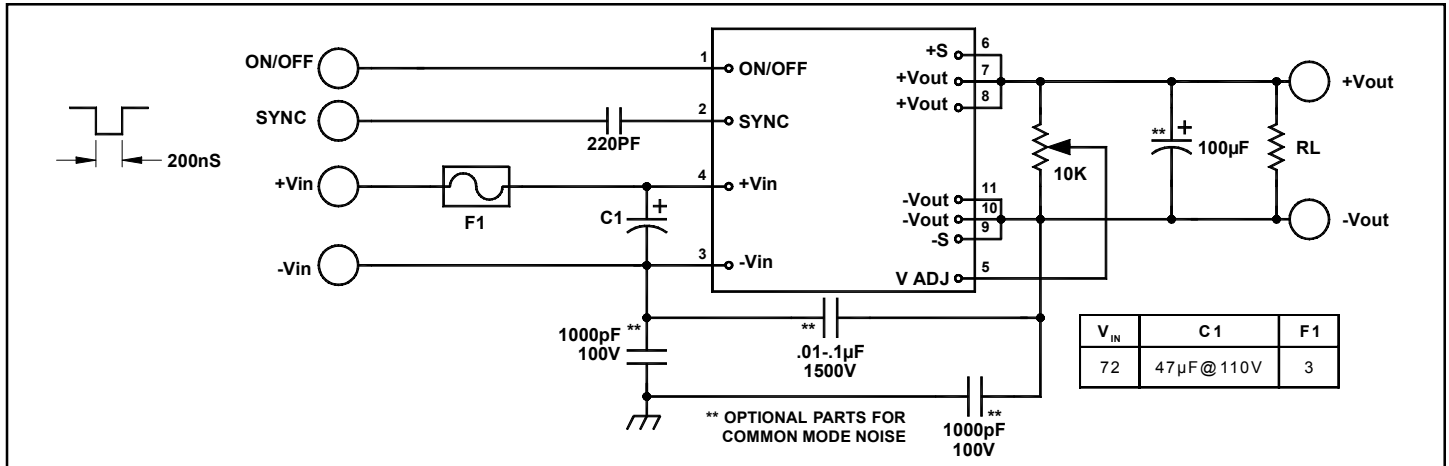 ON/OFF
SYNC
200nS
+Vin
-Vin
220PF
F1
C1
+
1
2
4
3
ON/OFF
SYNC
+Vin
-Vin
+S
+Vout
+Vout
-Vout
-Vout
-S
V ADJ
6
7
8
11
10
9
5
10K
**
+
100µF
RL
+Vout
-Vout
1000pF **
100V
**
.01-.1µF
1500V
** OPTIONAL PARTS FOR
COMMON MODE NOISE
**
1000pF
100V
VIN C1 F1
72 47µF@110V 3